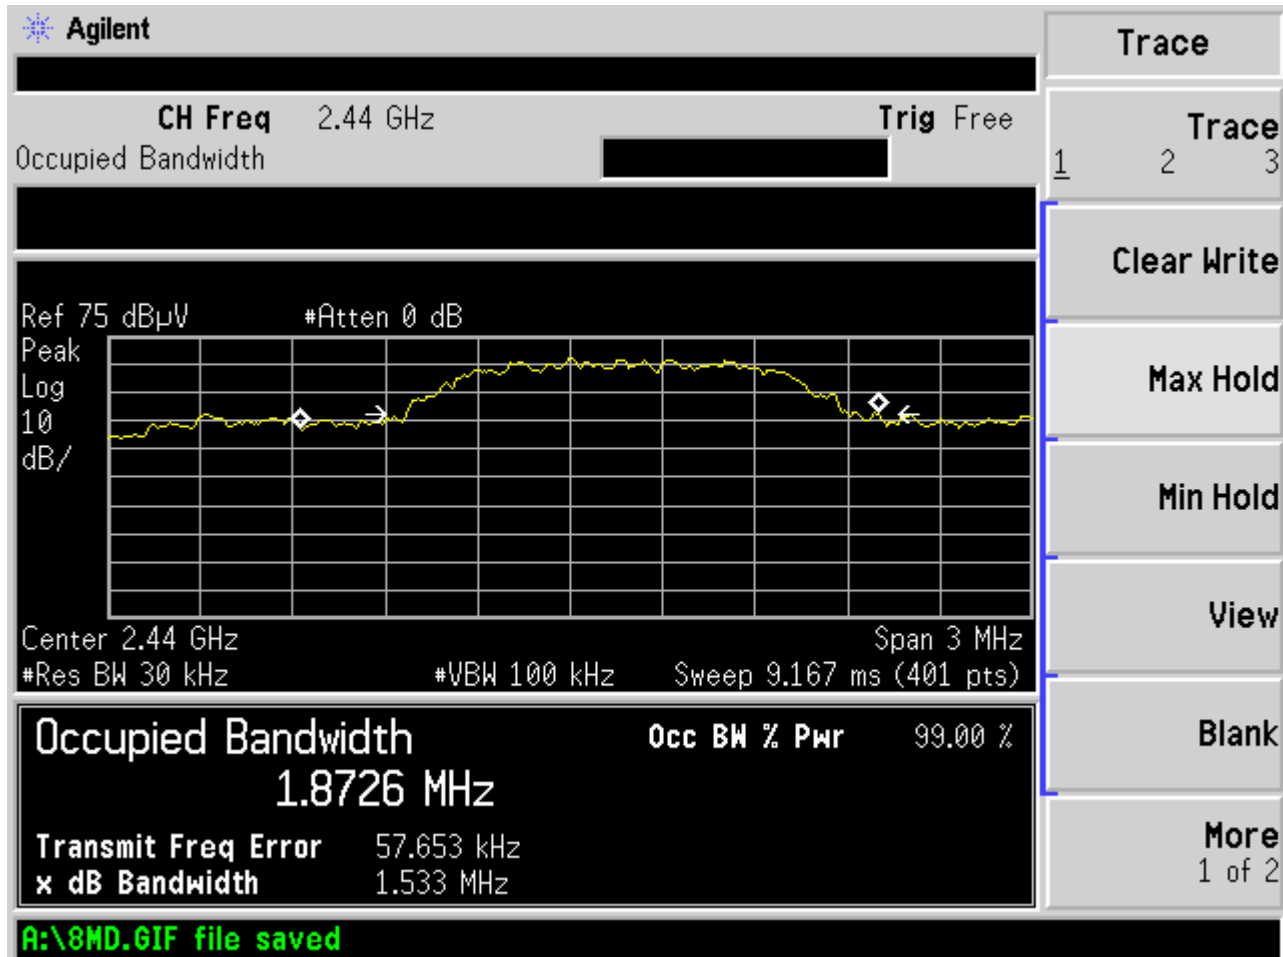 Agilent
CH Freq 2.44 GHz Trig Free
Occupied Bandwidth
Ref 75 dBµV #Atten 0 dB
Peak
Log
10
dB/
Center 2.44 GHz Span 3 MHz
#Res BW 30 kHz #VBW 100 kHz Sweep 9.167 ms (401 pts)
Occupied Bandwidth Occ BW % Pwr 99.00 %
1.8726 MHz
Transmit Freq Error 57.653 kHz
x dB Bandwidth 1.533 MHz
A:\8MD.GIF file saved
Trace
Trace
1 2 3
Clear Write
Max Hold
Min Hold
View
Blank
More
1 of 2